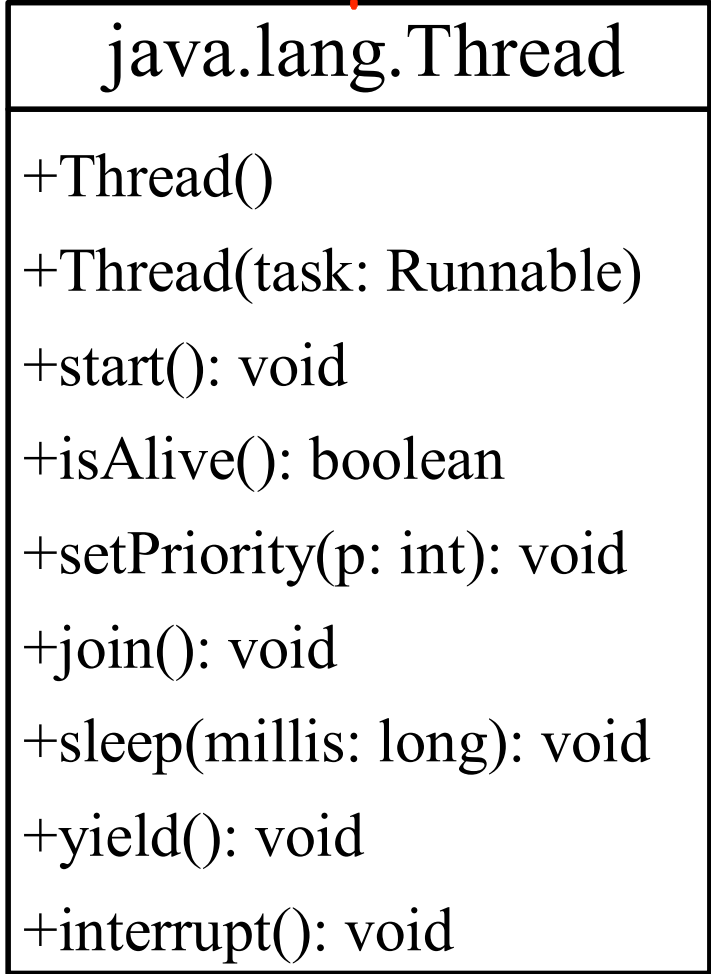 java.lang.Thread
+Thread()
+Thread(task: Runnable)
+start(): void
+isAlive(): boolean
+setPriority(p: int): void
+join(): void
+sleep(millis: long): void
+yield(): void
+interrupt(): void